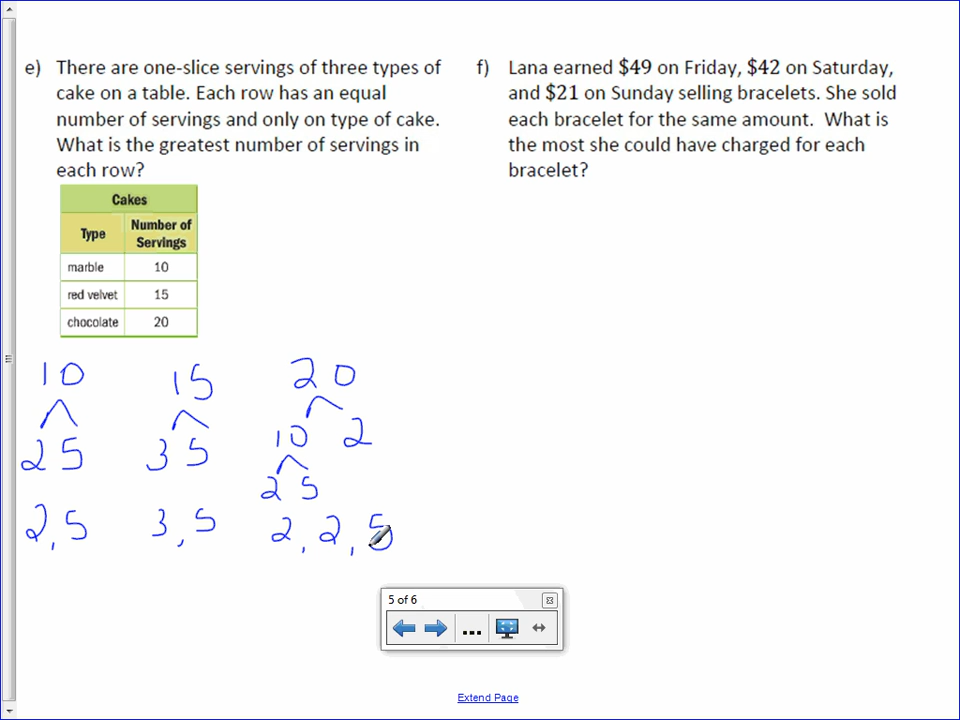 e) There are one-slice servings of three types of
cake on a table. Each row has an equal
number of servings and only on type of cake.
What is the greatest number of servings in
each row?
Cakes
Type Number of Servings
marble 10
red velvet 15
chocolate 20
10 15 20
2 5 3 5 10 2
2 5
2, 5 3, 5 2, 2, 5
f) Lana earned $49 on Friday, $42 on Saturday,
and $21 on Sunday selling bracelets. She sold
each bracelet for the same amount. What is
the most she could have charged for each
bracelet?
5 of 6
...
Extend Page